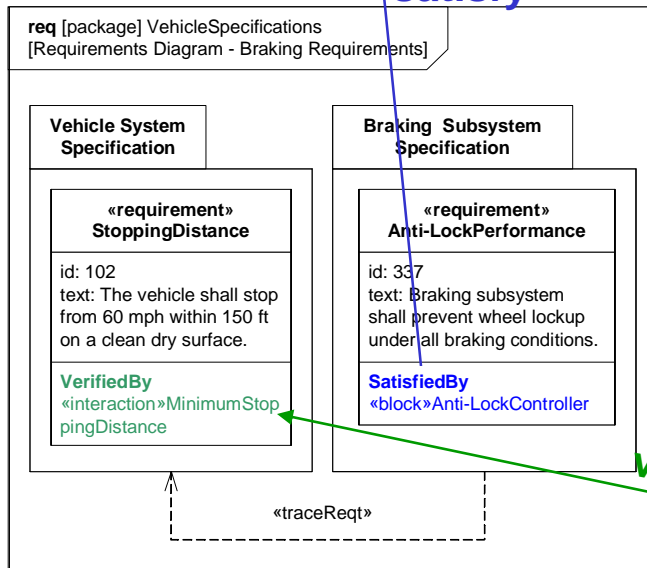 satisfy
req [package] VehicleSpecifications
[Requirements Diagram - Braking Requirements]
Vehicle System
Specification
Braking Subsystem
Specification
«requirement»
StoppingDistance
id: 102
text: The vehicle shall stop
from 60 mph within 150 ft
on a clean dry surface.
VerifiedBy
«interaction»MinimumStop
pingDistance
«requirement»
Anti-LockPerformance
id: 337
text: Braking subsystem
shall prevent wheel lockup
under all braking conditions.
SatisfiedBy
«block»Anti-LockController
«traceReqt»